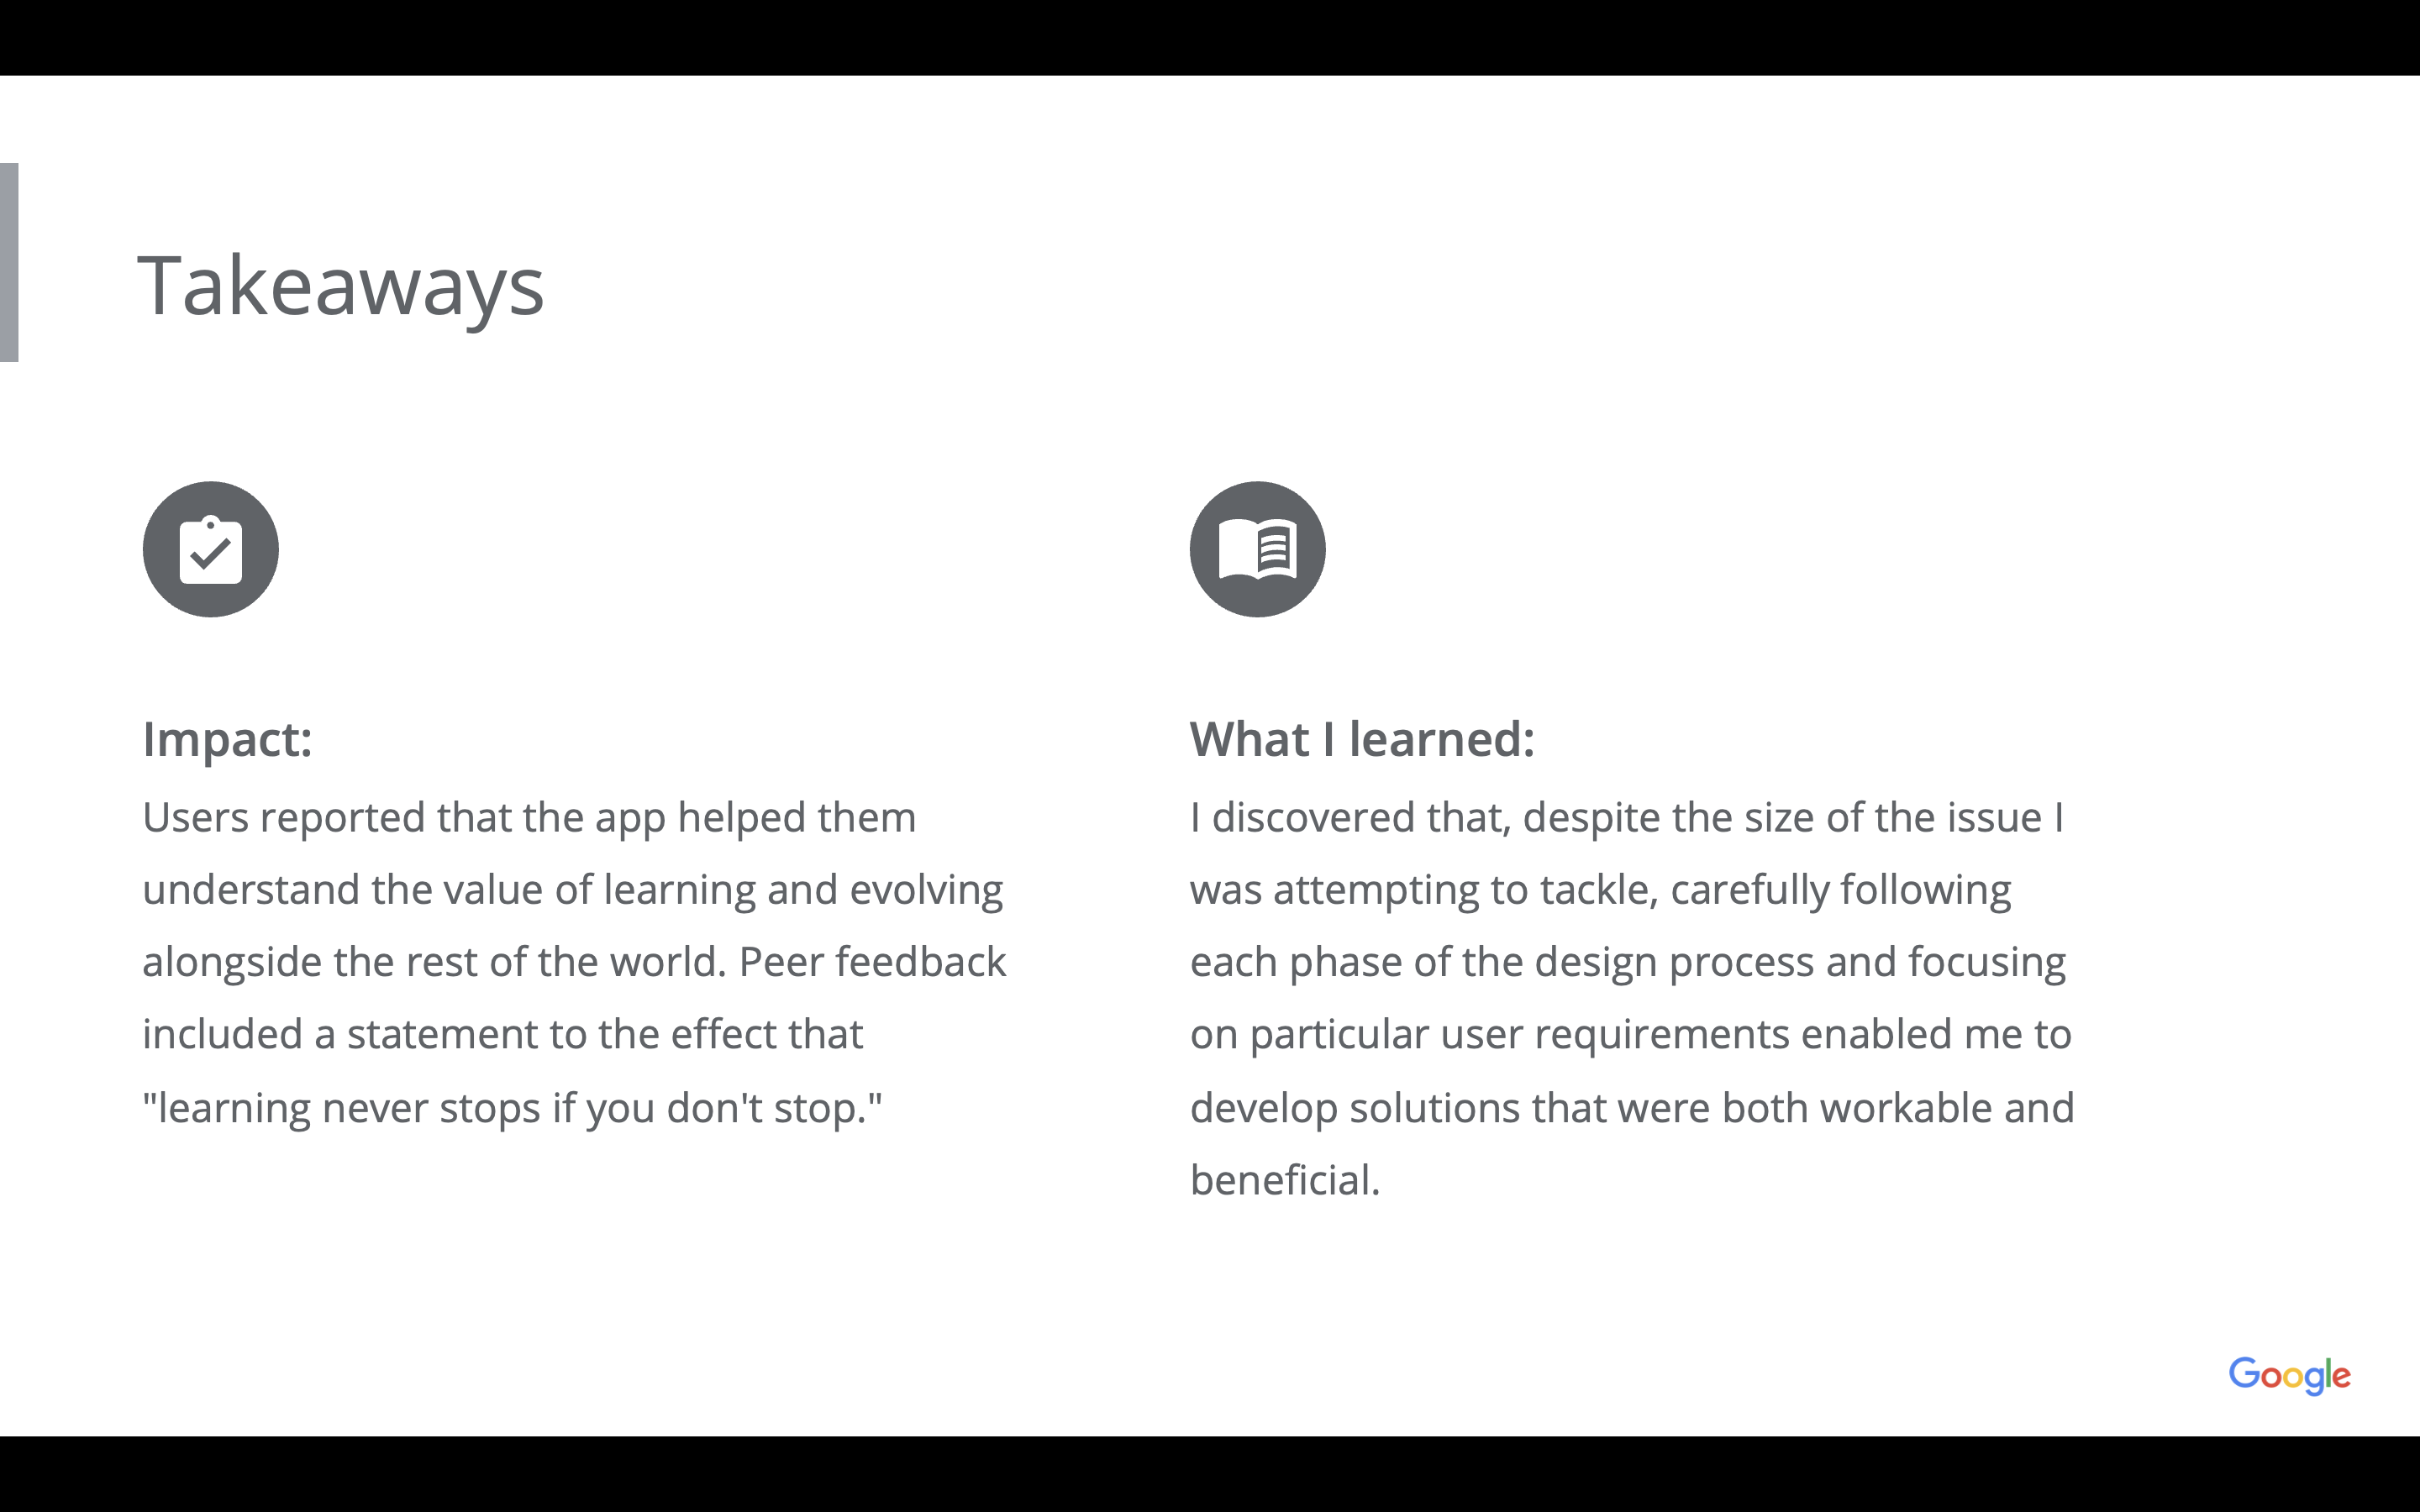 Takeaways
Impact:
Users reported that the app helped them
understand the value of learning and evolving
alongside the rest of the world. Peer feedback
included a statement to the effect that
"learning never stops if you don't stop."
What I learned:
I discovered that, despite the size of the issue I
was attempting to tackle, carefully following
each phase of the design process and focusing
on particular user requirements enabled me to
develop solutions that were both workable and
beneficial.
Google